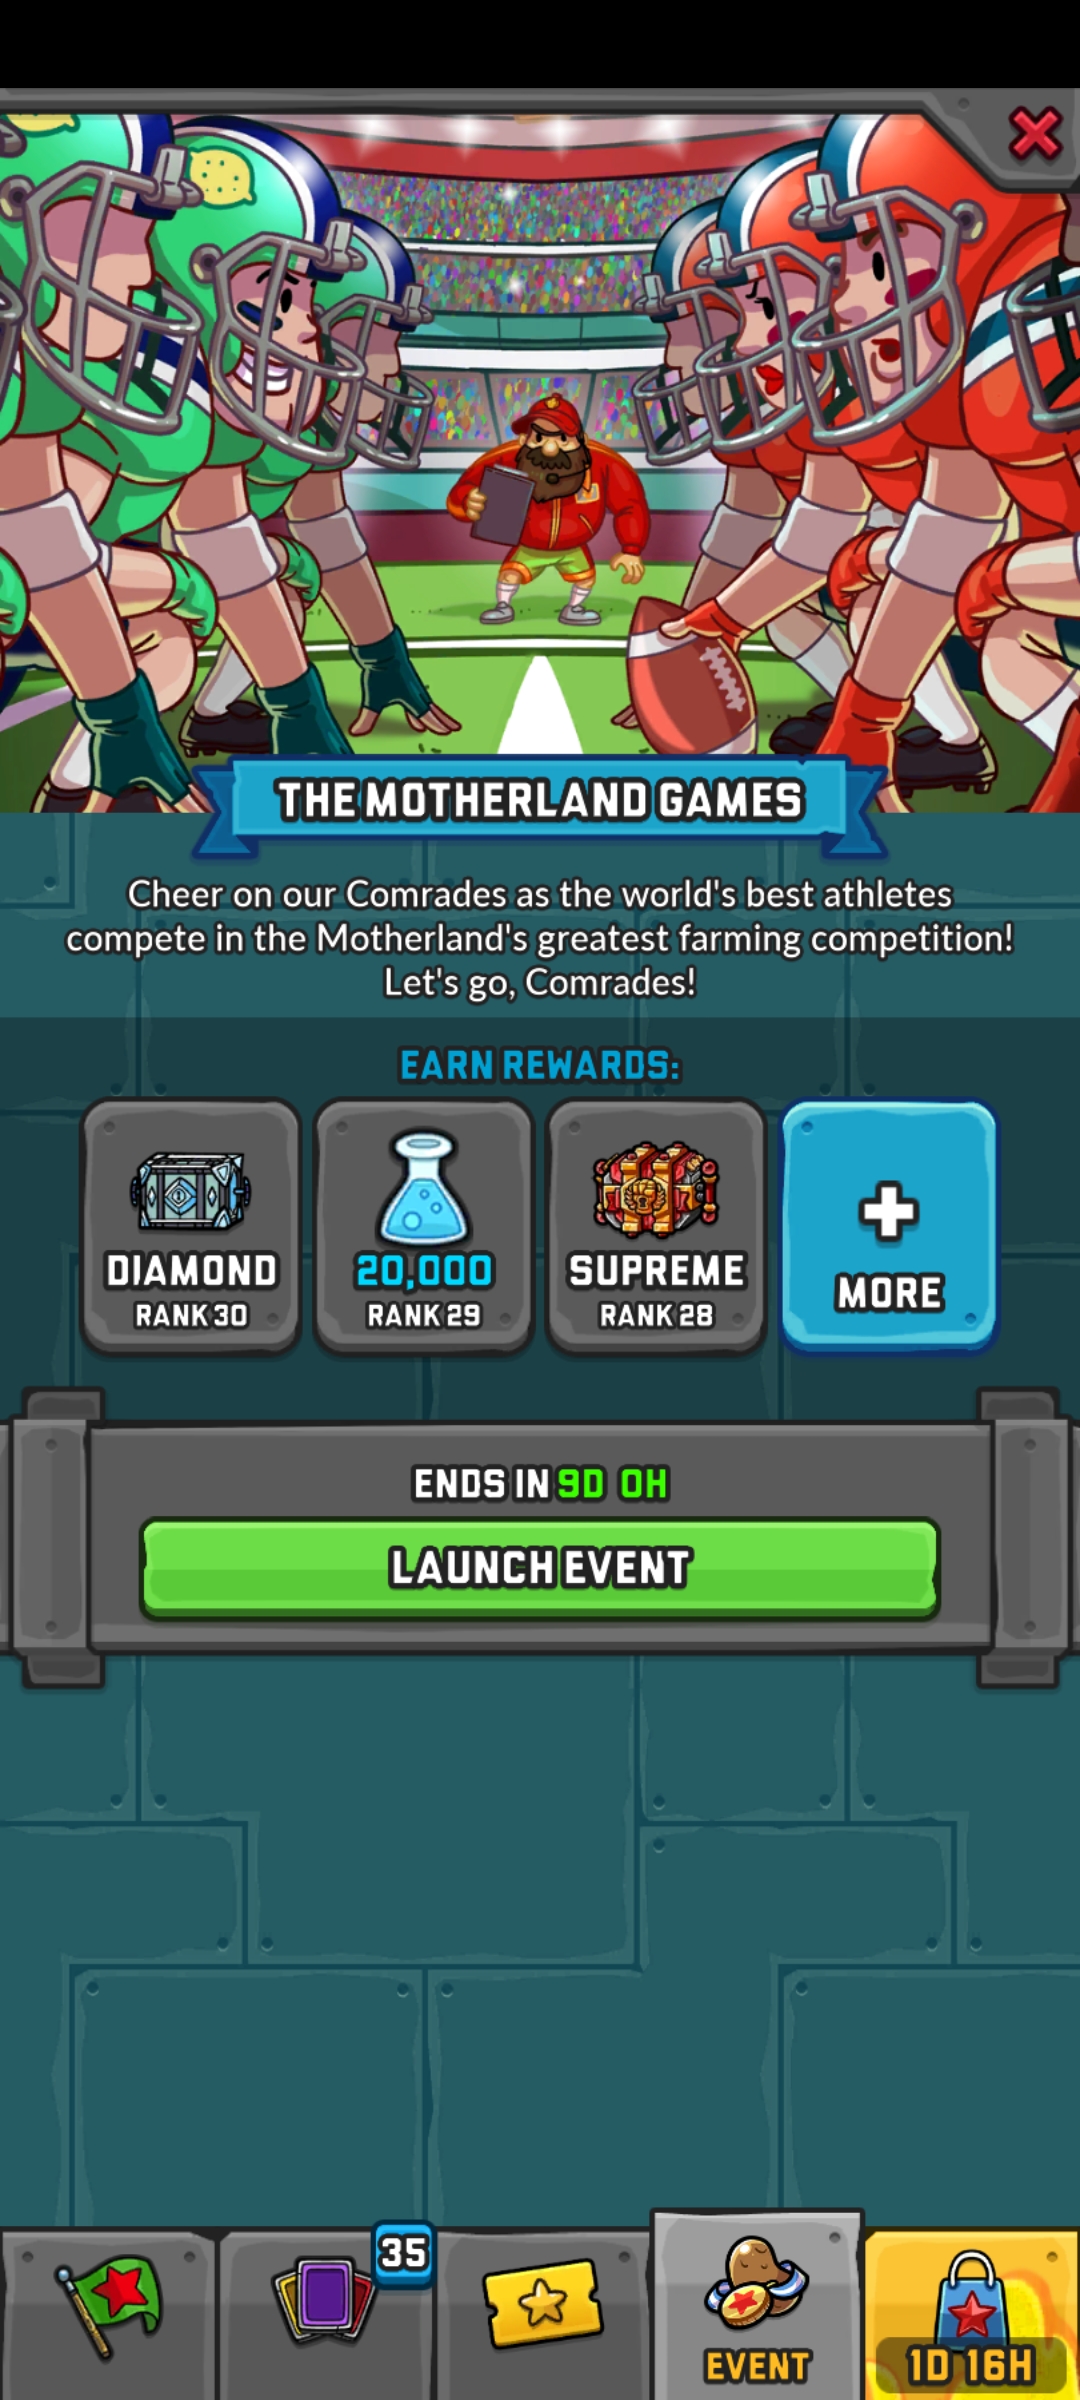 THE MOTHERLAND GAMES
Cheer on our Comrades as the world's best athletes
compete in the Motherland's greatest farming competition!
Let's go, Comrades!
EARN REWARDS:
DIAMOND
RANK 30
20,000
RANK 29
SUPREME
RANK 28
MORE
ENDS IN 9D 0H
LAUNCH EVENT
35
EVENT
1D 16H